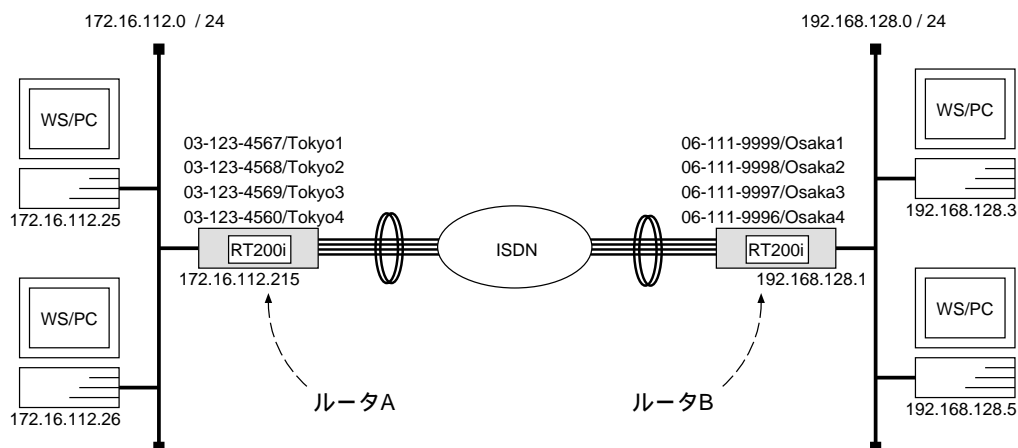 172.16.112.0 / 24
192.168.128.0 / 24
WS/PC
172.16.112.25
03-123-4567/Tokyo1
03-123-4568/Tokyo2
03-123-4569/Tokyo3
03-123-4560/Tokyo4
RT200i
172.16.112.215
ISDN
06-111-9999/Osaka1
06-111-9998/Osaka2
06-111-9997/Osaka3
06-111-9996/Osaka4
RT200i
192.168.128.1
WS/PC
192.168.128.3
WS/PC
172.16.112.26
ルータA
ルータB
WS/PC
192.168.128.5